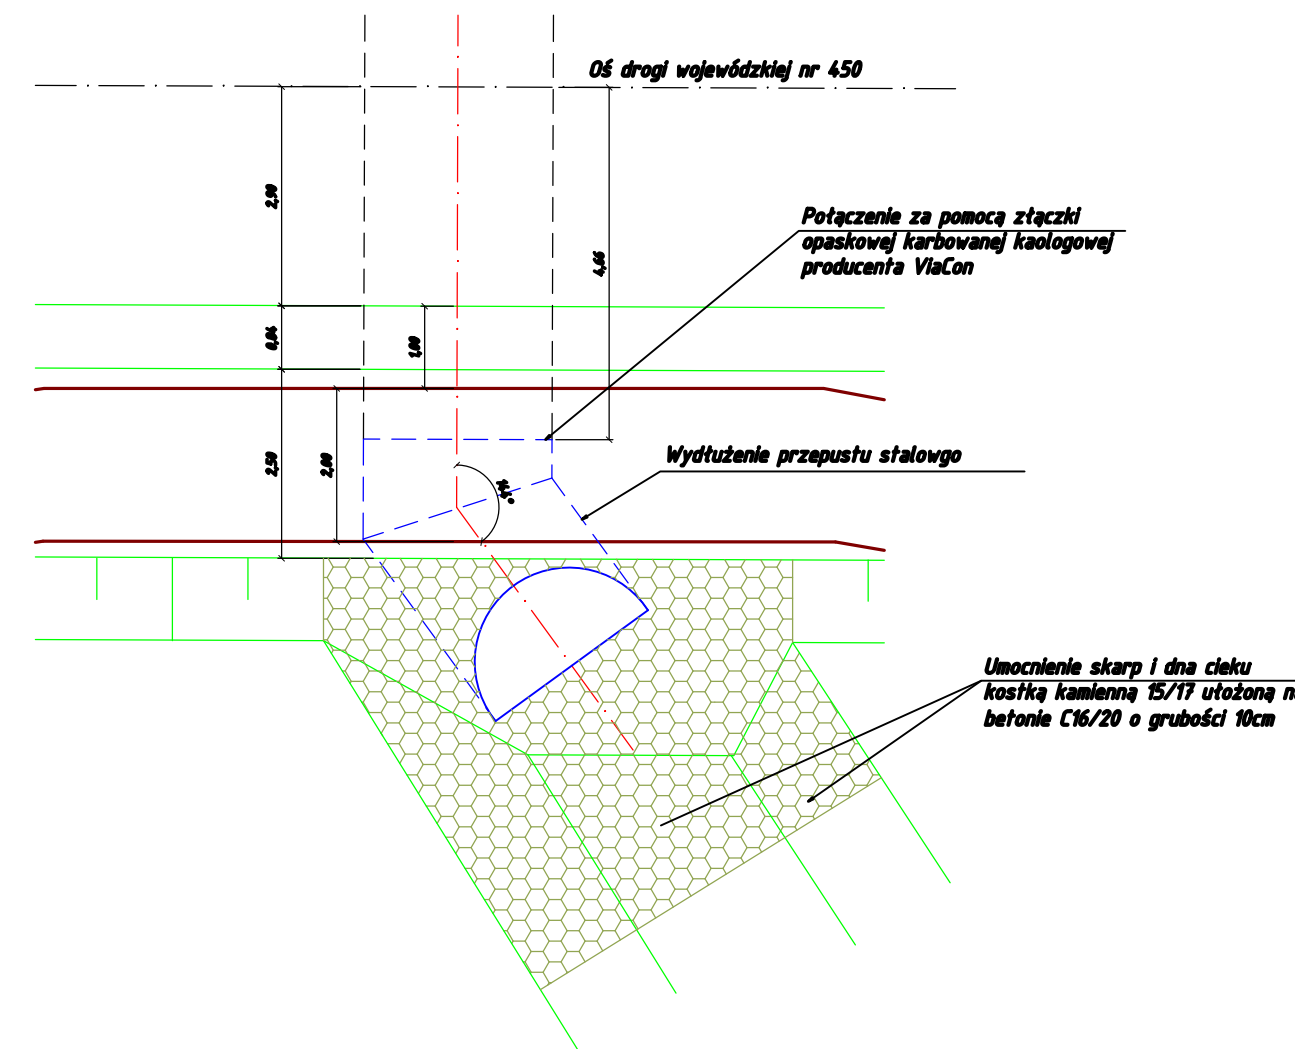 Oś drogi wojewódzkiej nr 450
2,90
Połączenie za pomocą złączki
opaskowej karbowanej kaologowej
producenta ViaCon
4,66
0,84
1,00
2,50
2,00
Wydłużenie przepustu stalowgo
Umocnienie skarp i dna cieku
kostką kamienną 15/17 ułożoną
betonie C16/20 o grubości 10cm